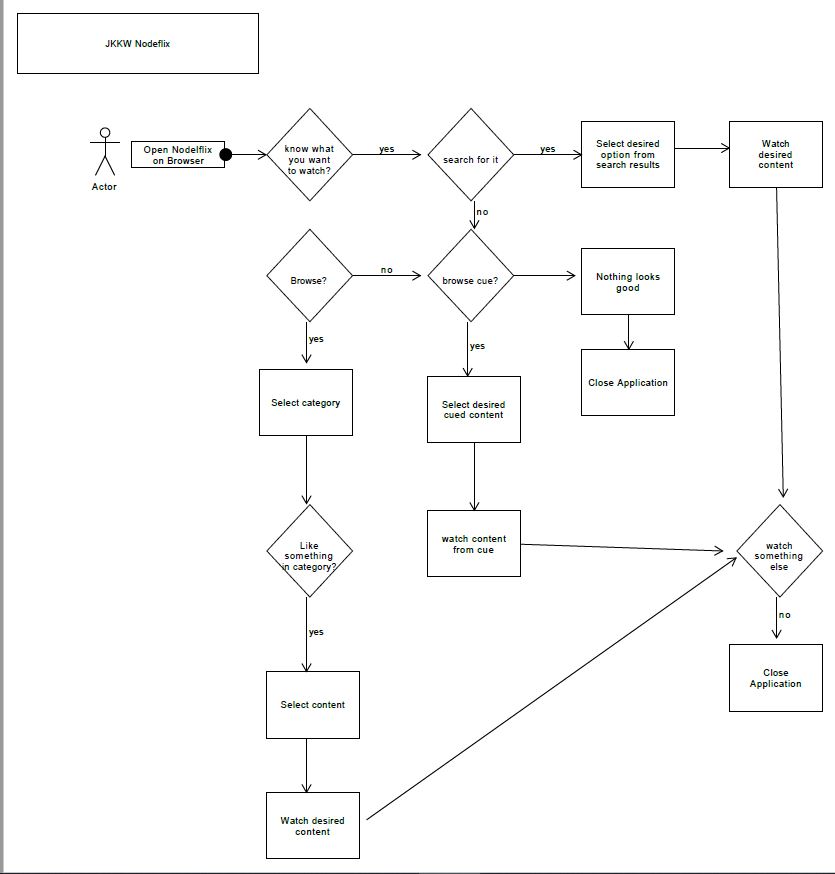 JKKW Nodeflix
Open Nodelflix
on Browser
Actor
know what
you want
to watch?
yes
search for it
yes
Select desired
option from
search results
Watch
desired
content
no
Browse?
no
browse cue?
Nothing looks
good
yes
yes
Close Application
Select category
Select desired
cued content
Like
something
in category?
watch content
from cue
watch
something
else
no
yes
Close
Application
Select content
Watch desired
content